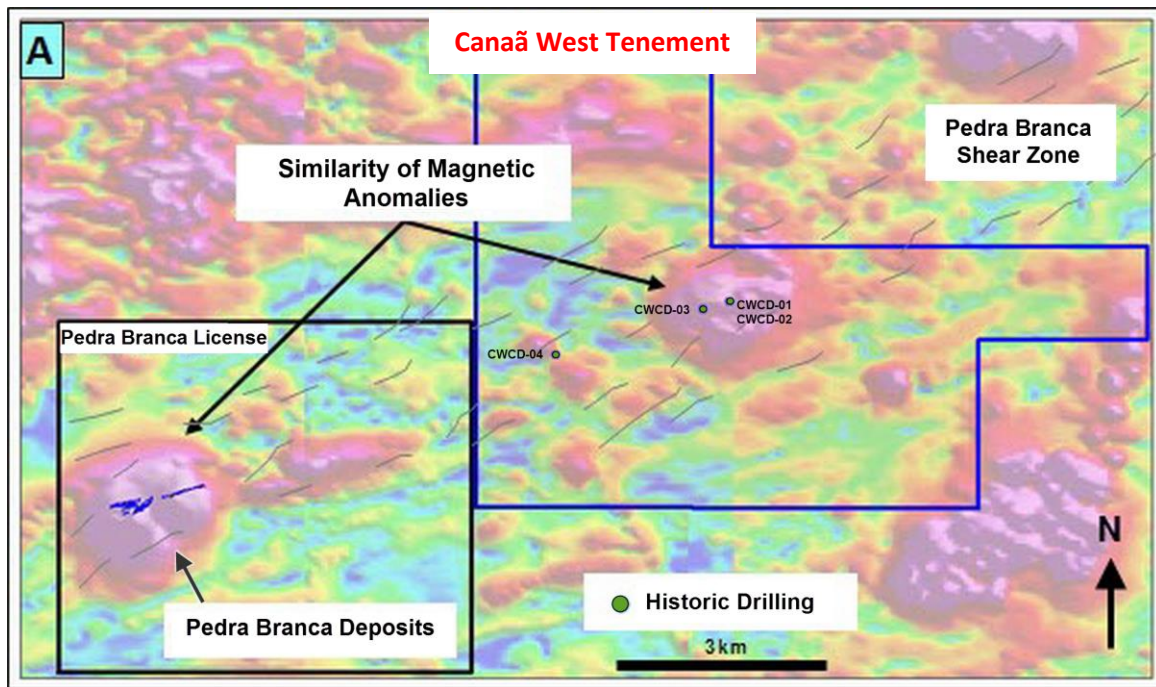 A
Canaã West Tenement
Pedra Branca
Shear Zone
Similarity of Magnetic
Anomalies
CWCD-03
CWCD-01
CWCD-02
CWCD-04
Pedra Branca License
Pedra Branca Deposits
Historic Drilling
3km
N